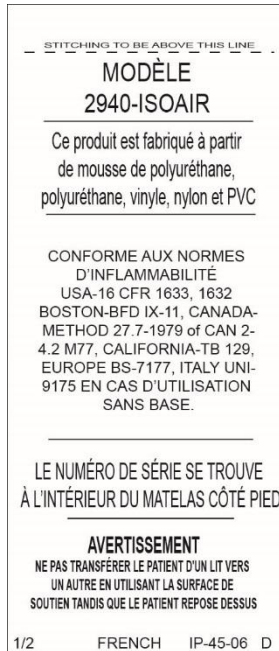 STITCHING TO BE ABOVE THIS LINE
MODÈLE
2940-ISOAIR
Ce produit est fabriqué à partir
de mousse de polyuréthane,
polyuréthane, vinyle, nylon et PVC
CONFORME AUX NORMES
D'INFLAMMABILITÉ
USA-16 CFR 1633, 1632
BOSTON-BFD IX-11, CANADA-
METHOD 27.7-1979 of CAN 2-
4.2 M77, CALIFORNIA-TB 129,
EUROPE BS-7177, ITALY UNI-
9175 EN CAS D'UTILISATION
SANS BASE.
LE NUMÉRO DE SÉRIE SE TROUVE
À L'INTÉRIEUR DU MATELAS CÔTÉ PIED
AVERTISSEMENT
NE PAS TRANSFÉRER LE PATIENT D'UN LIT VERS
UN AUTRE EN UTILISANT LA SURFACE DE
SOUTIEN TANDIS QUE LE PATIENT REPOSE DESSUS
1/2 FRENCH IP-45-06 D